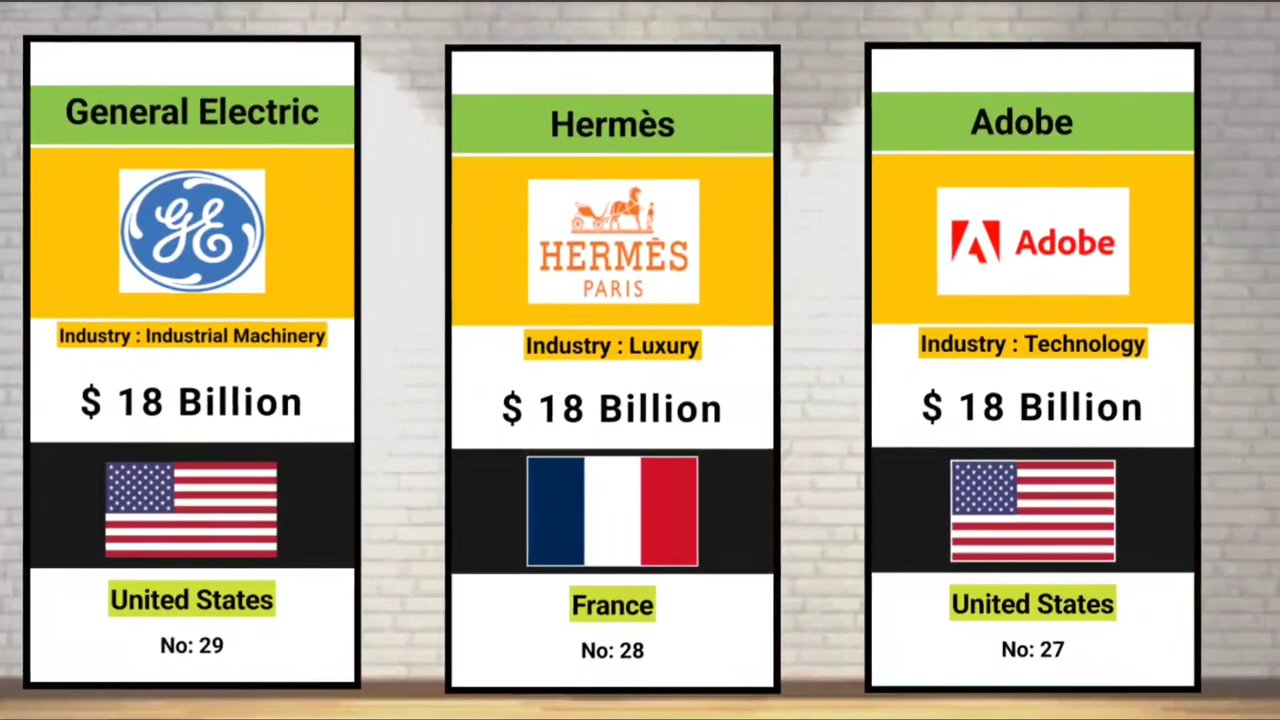 General Electric
GE
Industry : Industrial Machinery
$ 18 Billion
United States
No: 29
Hermès
HERMÈS
PARIS
Industry : Luxury
$ 18 Billion
France
No: 28
Adobe
Adobe
Industry : Technology
$ 18 Billion
United States
No: 27